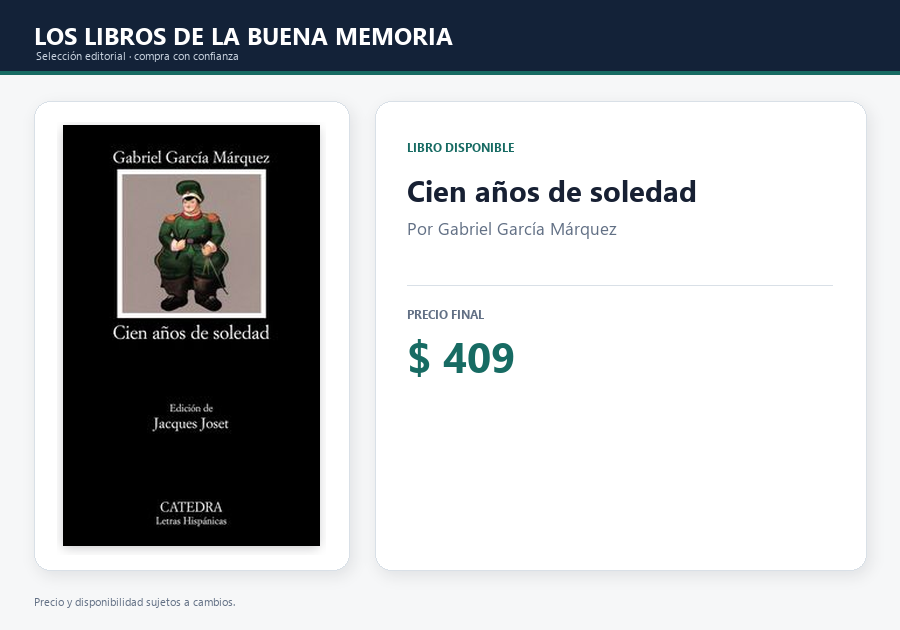 LOS LIBROS DE LA BUENA MEMORIA
Selección editorial · compra con confianza
Gabriel García Márquez
Cien años de soledad
Edición de
Jacques Joset
CATEDRA
Letras Hispánicas
LIBRO DISPONIBLE
Cien años de soledad
Por Gabriel García Márquez
PRECIO FINAL
$ 409
Precio y disponibilidad sujetos a cambios.